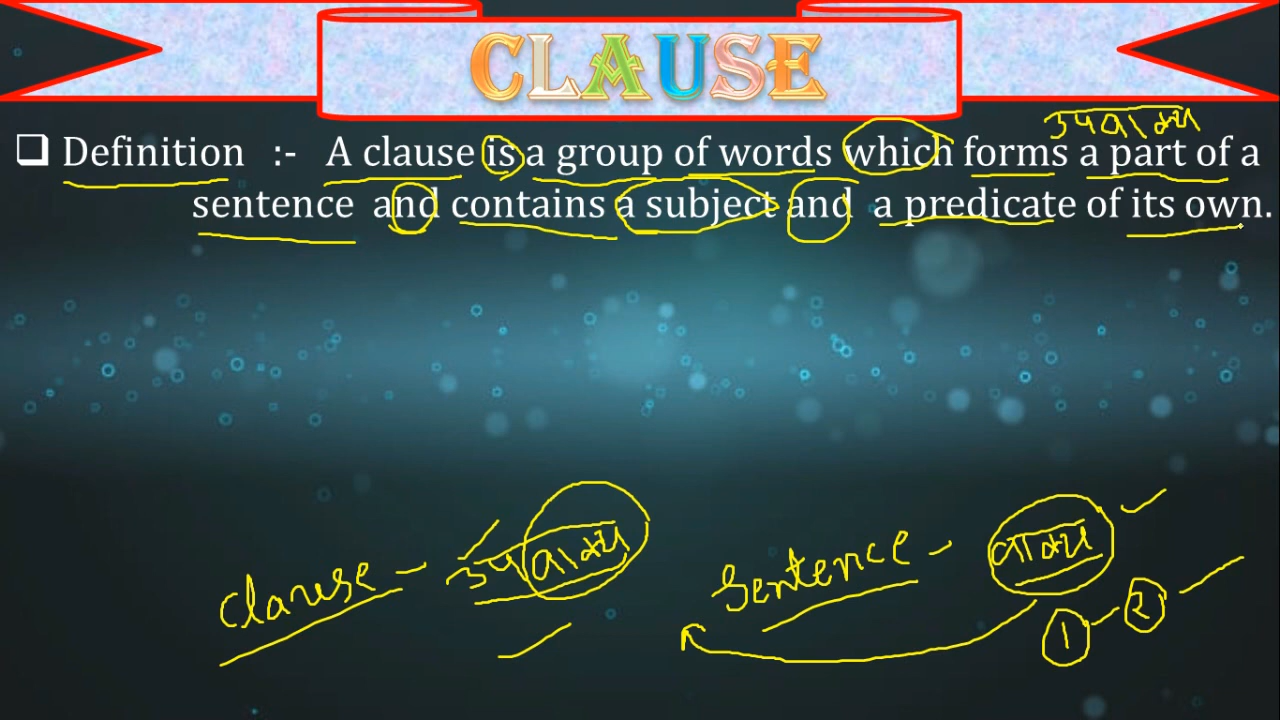 CLAUSE
उपवाक्य
❑ Definition :- A clause is a group of words which forms a part of a
sentence and contains a subject and a predicate of its own.
Clause - उपवाक्य
Sentence - वाक्य
1 - 2